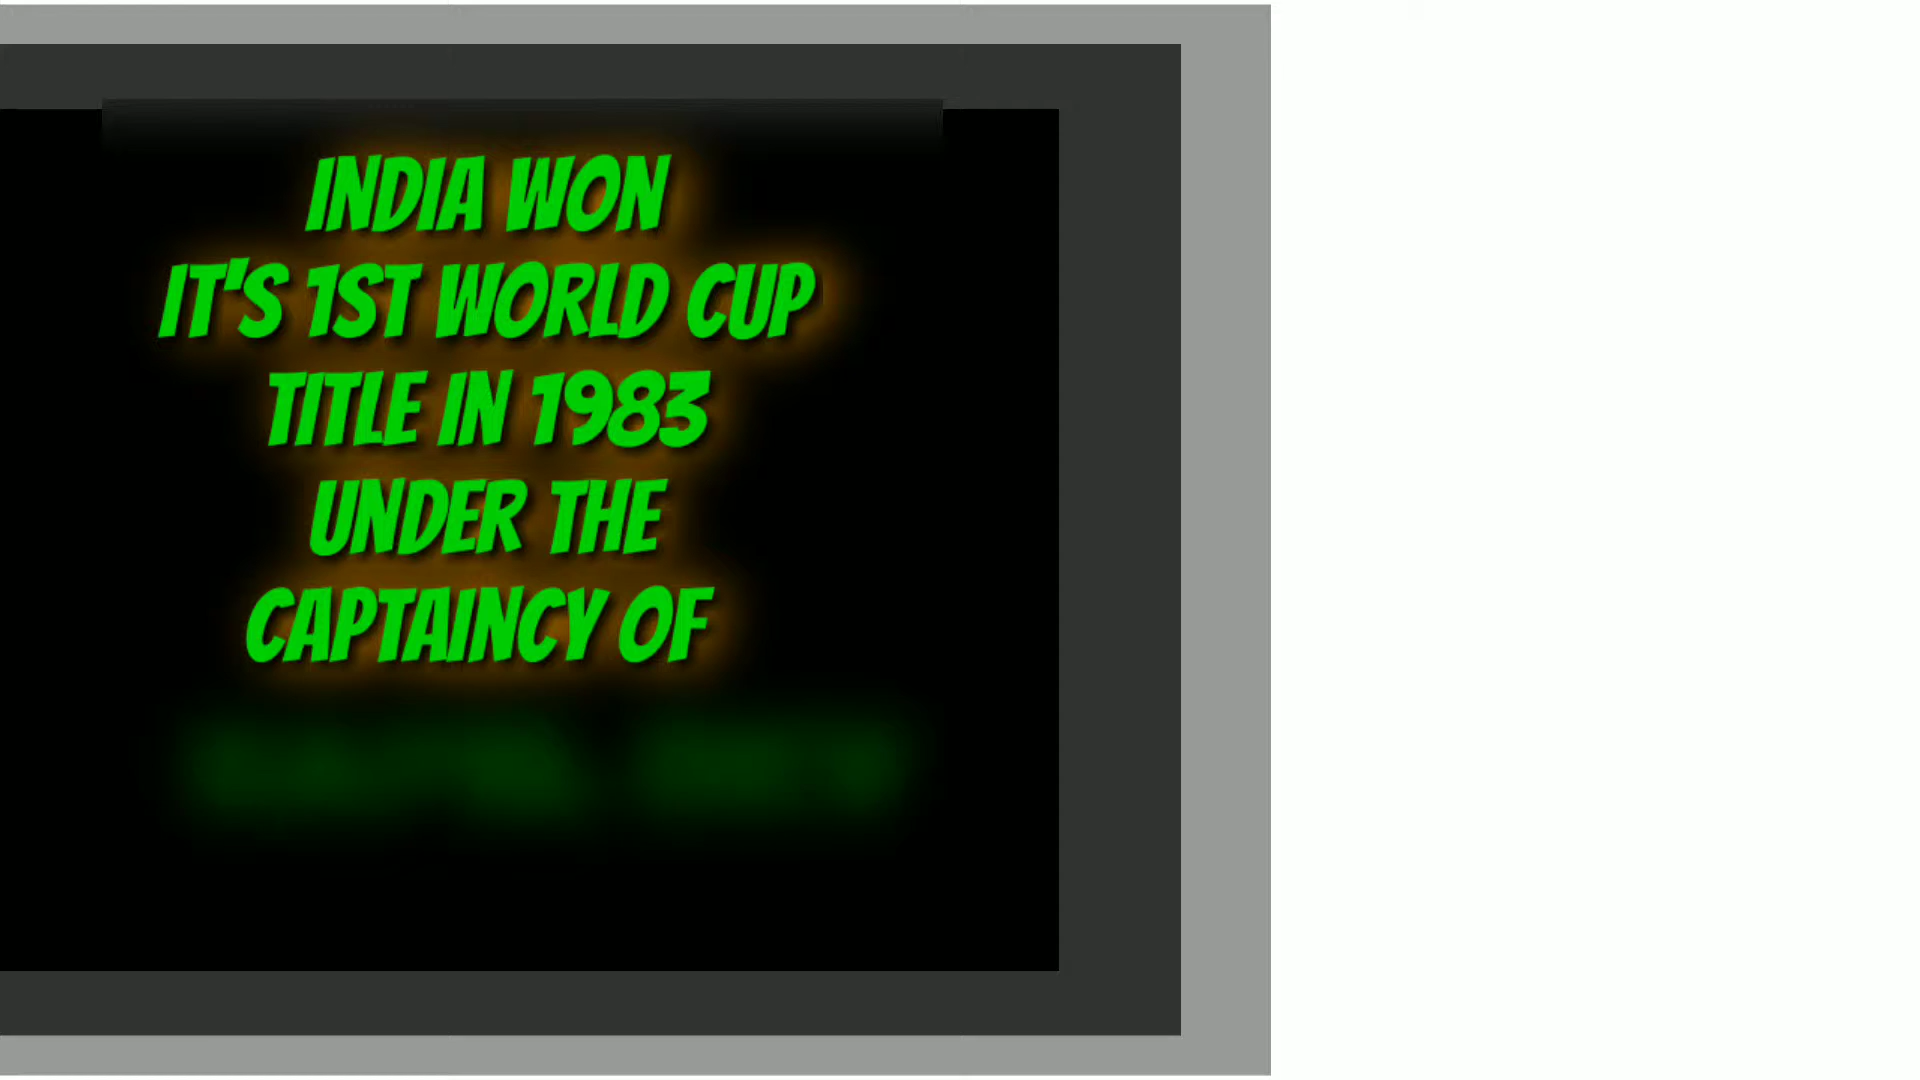 INDIA WON
IT'S 1ST WORLD CUP
TITLE IN 1983
UNDER THE
CAPTAINCY OF